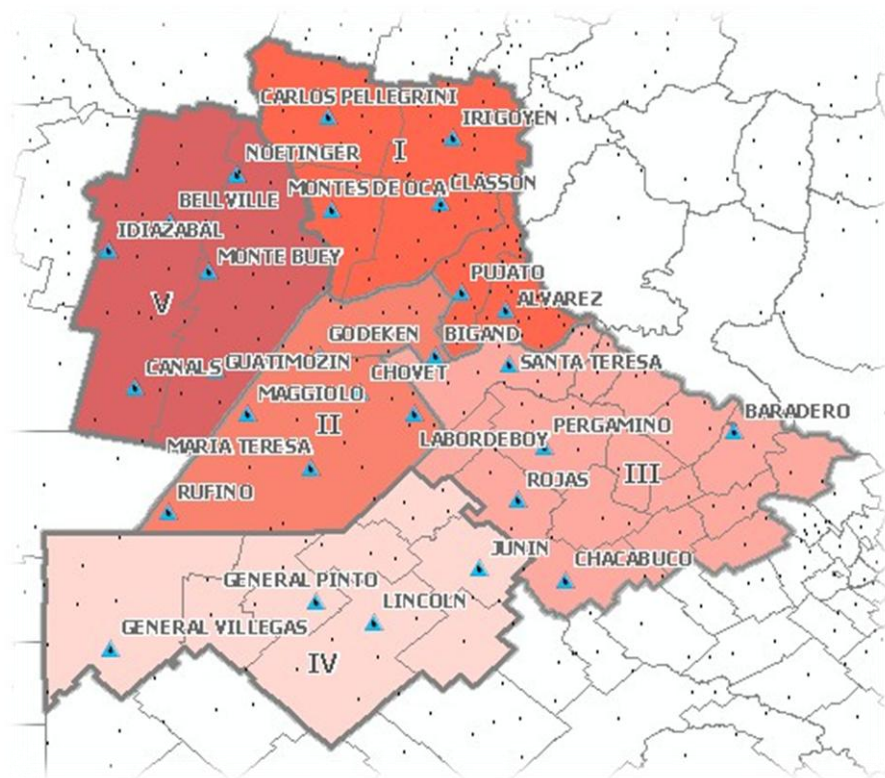 CARLOS PELLEGRINI
IRIGOYEN
I
NOETINGER
MONTES DE OCA
CLASSON
BELLVILLE
IDIAZABAL
MONTE BUEY
PUJATO
V
ALVAREZ
GODEKEN
BIGAND
CANALS
GUATIMOZIN
CHOVET
SANTA TERESA
MAGGIOLO
II
BARADERO
MARIA TERESA
LABORDEBOY
PERGAMINO
III
RUFINO
ROJAS
JUNIN
CHACABUCO
GENERAL PINTO
LINCOLN
GENERAL VILLEGAS
IV